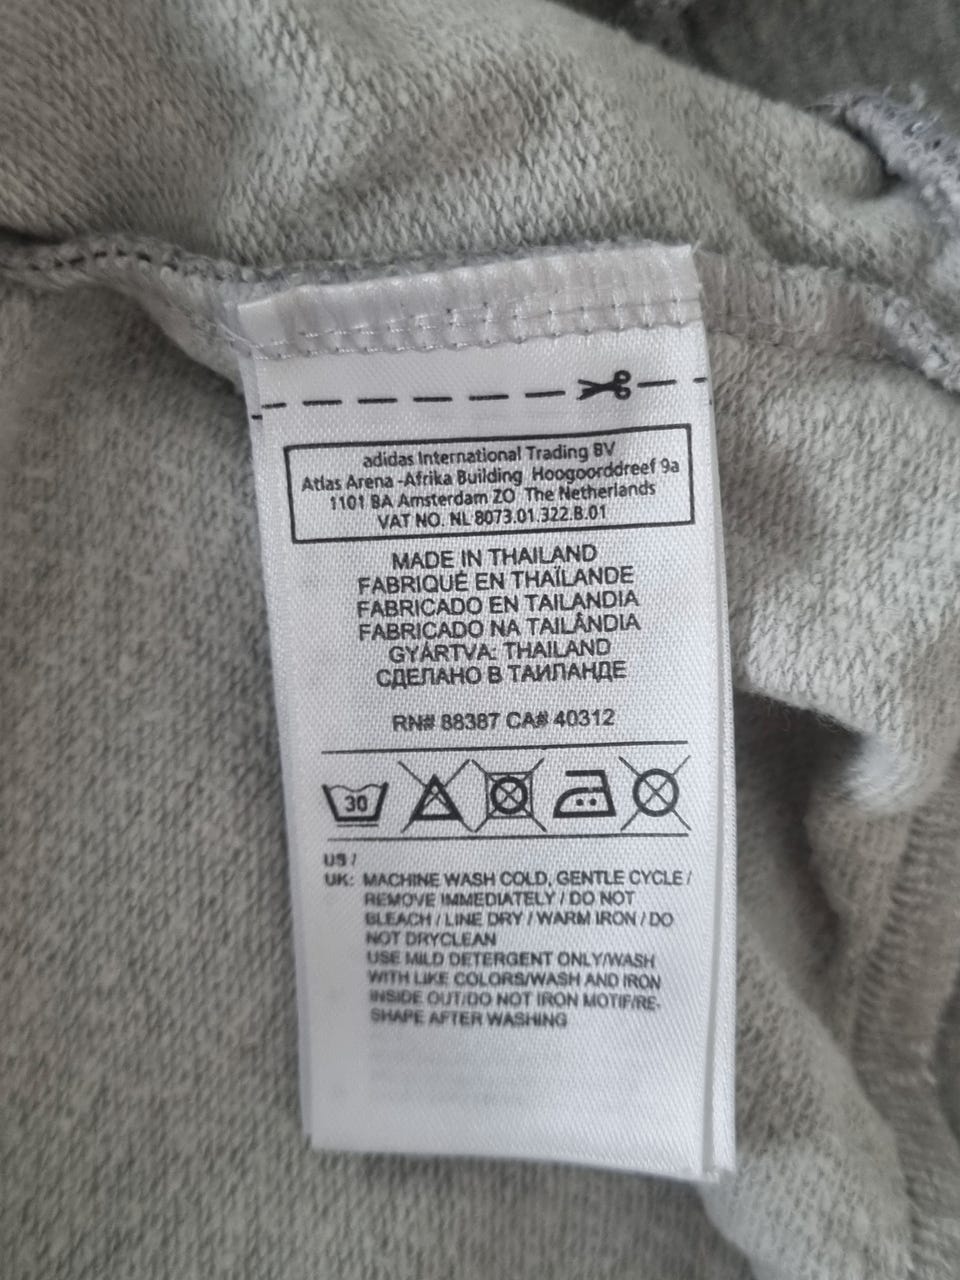 adidas International Trading BV
Atlas Arena -Afrika Building Hoogoorddreef 9a
1101 BA Amsterdam ZO The Netherlands
VAT NO. NL 8073.01.322.B.01
MADE IN THAILAND
FABRIQUÉ EN THAÏLANDE
FABRICADO EN TAILANDIA
FABRICADO NA TAILÂNDIA
GYÁRTVA: THAILAND
СДЕЛАНО В ТАИЛАНДЕ
RN# 88387 CA# 40312
30
US /
UK: MACHINE WASH COLD, GENTLE CYCLE /
REMOVE IMMEDIATELY / DO NOT
BLEACH / LINE DRY / WARM IRON / DO
NOT DRYCLEAN
USE MILD DETERGENT ONLY/WASH
WITH LIKE COLORS/WASH AND IRON
INSIDE OUT/DO NOT IRON MOTIF/RE-
SHAPE AFTER WASHING